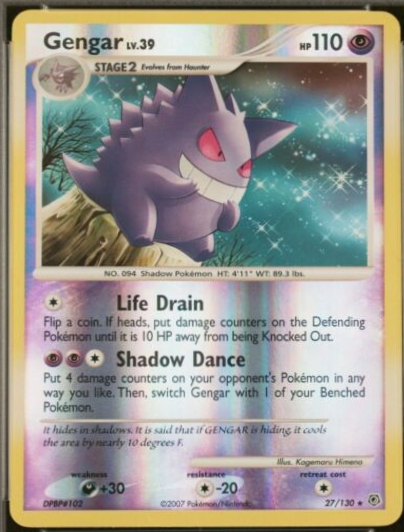 Gengar LV.39 HP 110
STAGE 2 Evolves from Haunter
NO. 094 Shadow Pokémon HT: 4'11" WT: 89.3 lbs.
Life Drain
Flip a coin. If heads, put damage counters on the Defending
Pokémon until it is 10 HP away from being Knocked Out.
Shadow Dance
Put 4 damage counters on your opponent's Pokémon in any
way you like. Then, switch Gengar with 1 of your Benched
Pokémon.
It hides in shadows. It is said that if GENGAR is hiding, it cools
the area by nearly 10 degrees F.
Illus. Kagemaru Himeno
weakness resistance retreat cost
+30 -20
DPBP#102 ©2007 Pokémon/Nintendo 27/130